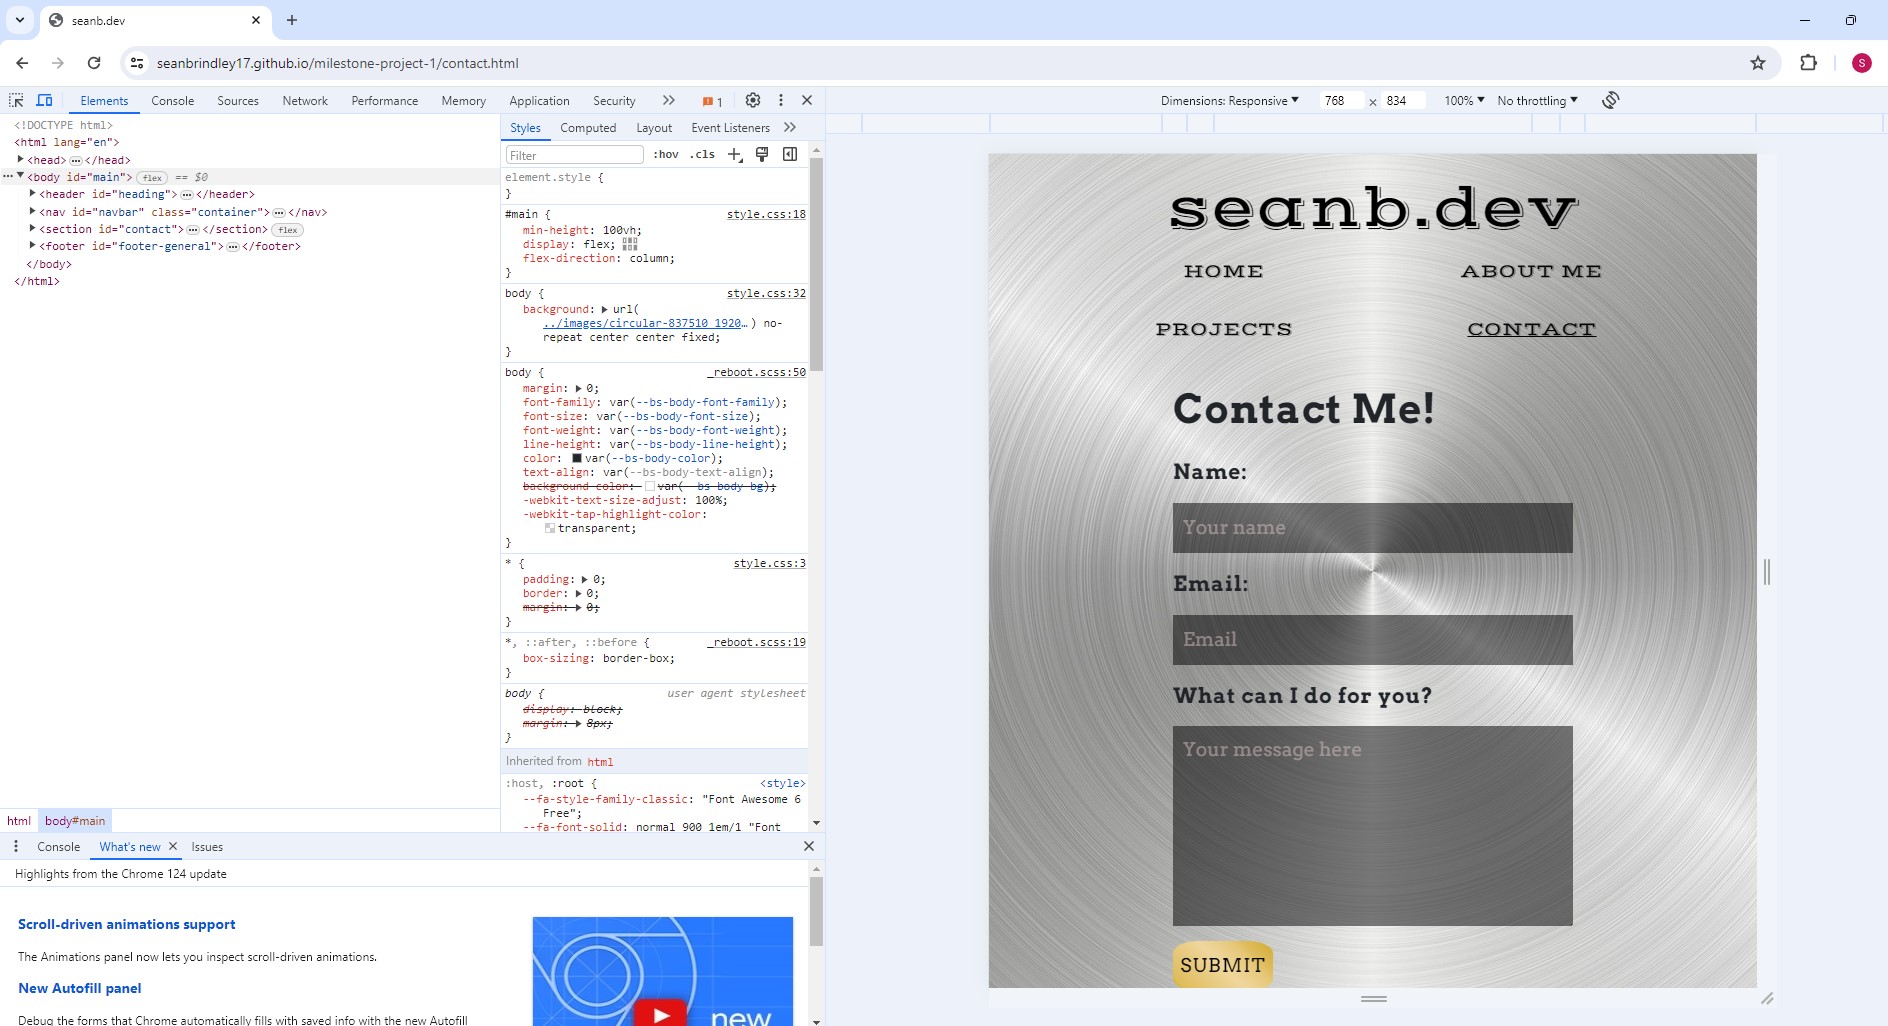 seanb.dev
seanbrindley17.github.io/milestone-project-1/contact.html
S
Elements Console Sources Network Performance Memory Application Security 1
Dimensions: Responsive 768 x 834 100% No throttling
<!DOCTYPE html>
<html lang="en">
<head> </head>
<body id="main"> flex == $0
<header id="heading"> </header>
<nav id="navbar" class="container"> </nav>
<section id="contact"> </section> flex
<footer id="footer-general"> </footer>
</body>
</html>
html body#main
Styles Computed Layout Event Listeners
Filter :hov .cls
element.style {
}
#main { style.css:18
min-height: 100vh;
display: flex;
flex-direction: column;
}
body { style.css:32
background: url(
../images/circular-837510 1920… ) no-
repeat center center fixed;
}
body { _reboot.scss:50
margin: 0;
font-family: var(--bs-body-font-family);
font-size: var(--bs-body-font-size);
font-weight: var(--bs-body-font-weight);
line-height: var(--bs-body-line-height);
color: var(--bs-body-color);
text-align: var(--bs-body-text-align);
background-color: var(--bs-body-bg);
-webkit-text-size-adjust: 100%;
-webkit-tap-highlight-color:
transparent;
}
* { style.css:3
padding: 0;
border: 0;
margin: 0;
}
*, ::after, ::before { _reboot.scss:19
box-sizing: border-box;
}
body { user agent stylesheet
display: block;
margin: 8px;
}
Inherited from html
:host, :root { <style>
--fa-style-family-classic: "Font Awesome 6
Free";
--fa-font-solid: normal 900 1em/1 "Font
Console What's new Issues
Highlights from the Chrome 124 update
Scroll-driven animations support
The Animations panel now lets you inspect scroll-driven animations.
New Autofill panel
Debug the forms that Chrome automatically fills with saved info with the new Autofill
new
seanb.dev
HOME ABOUT ME
PROJECTS CONTACT
Contact Me!
Name:
Your name
Email:
Email
What can I do for you?
Your message here
SUBMIT